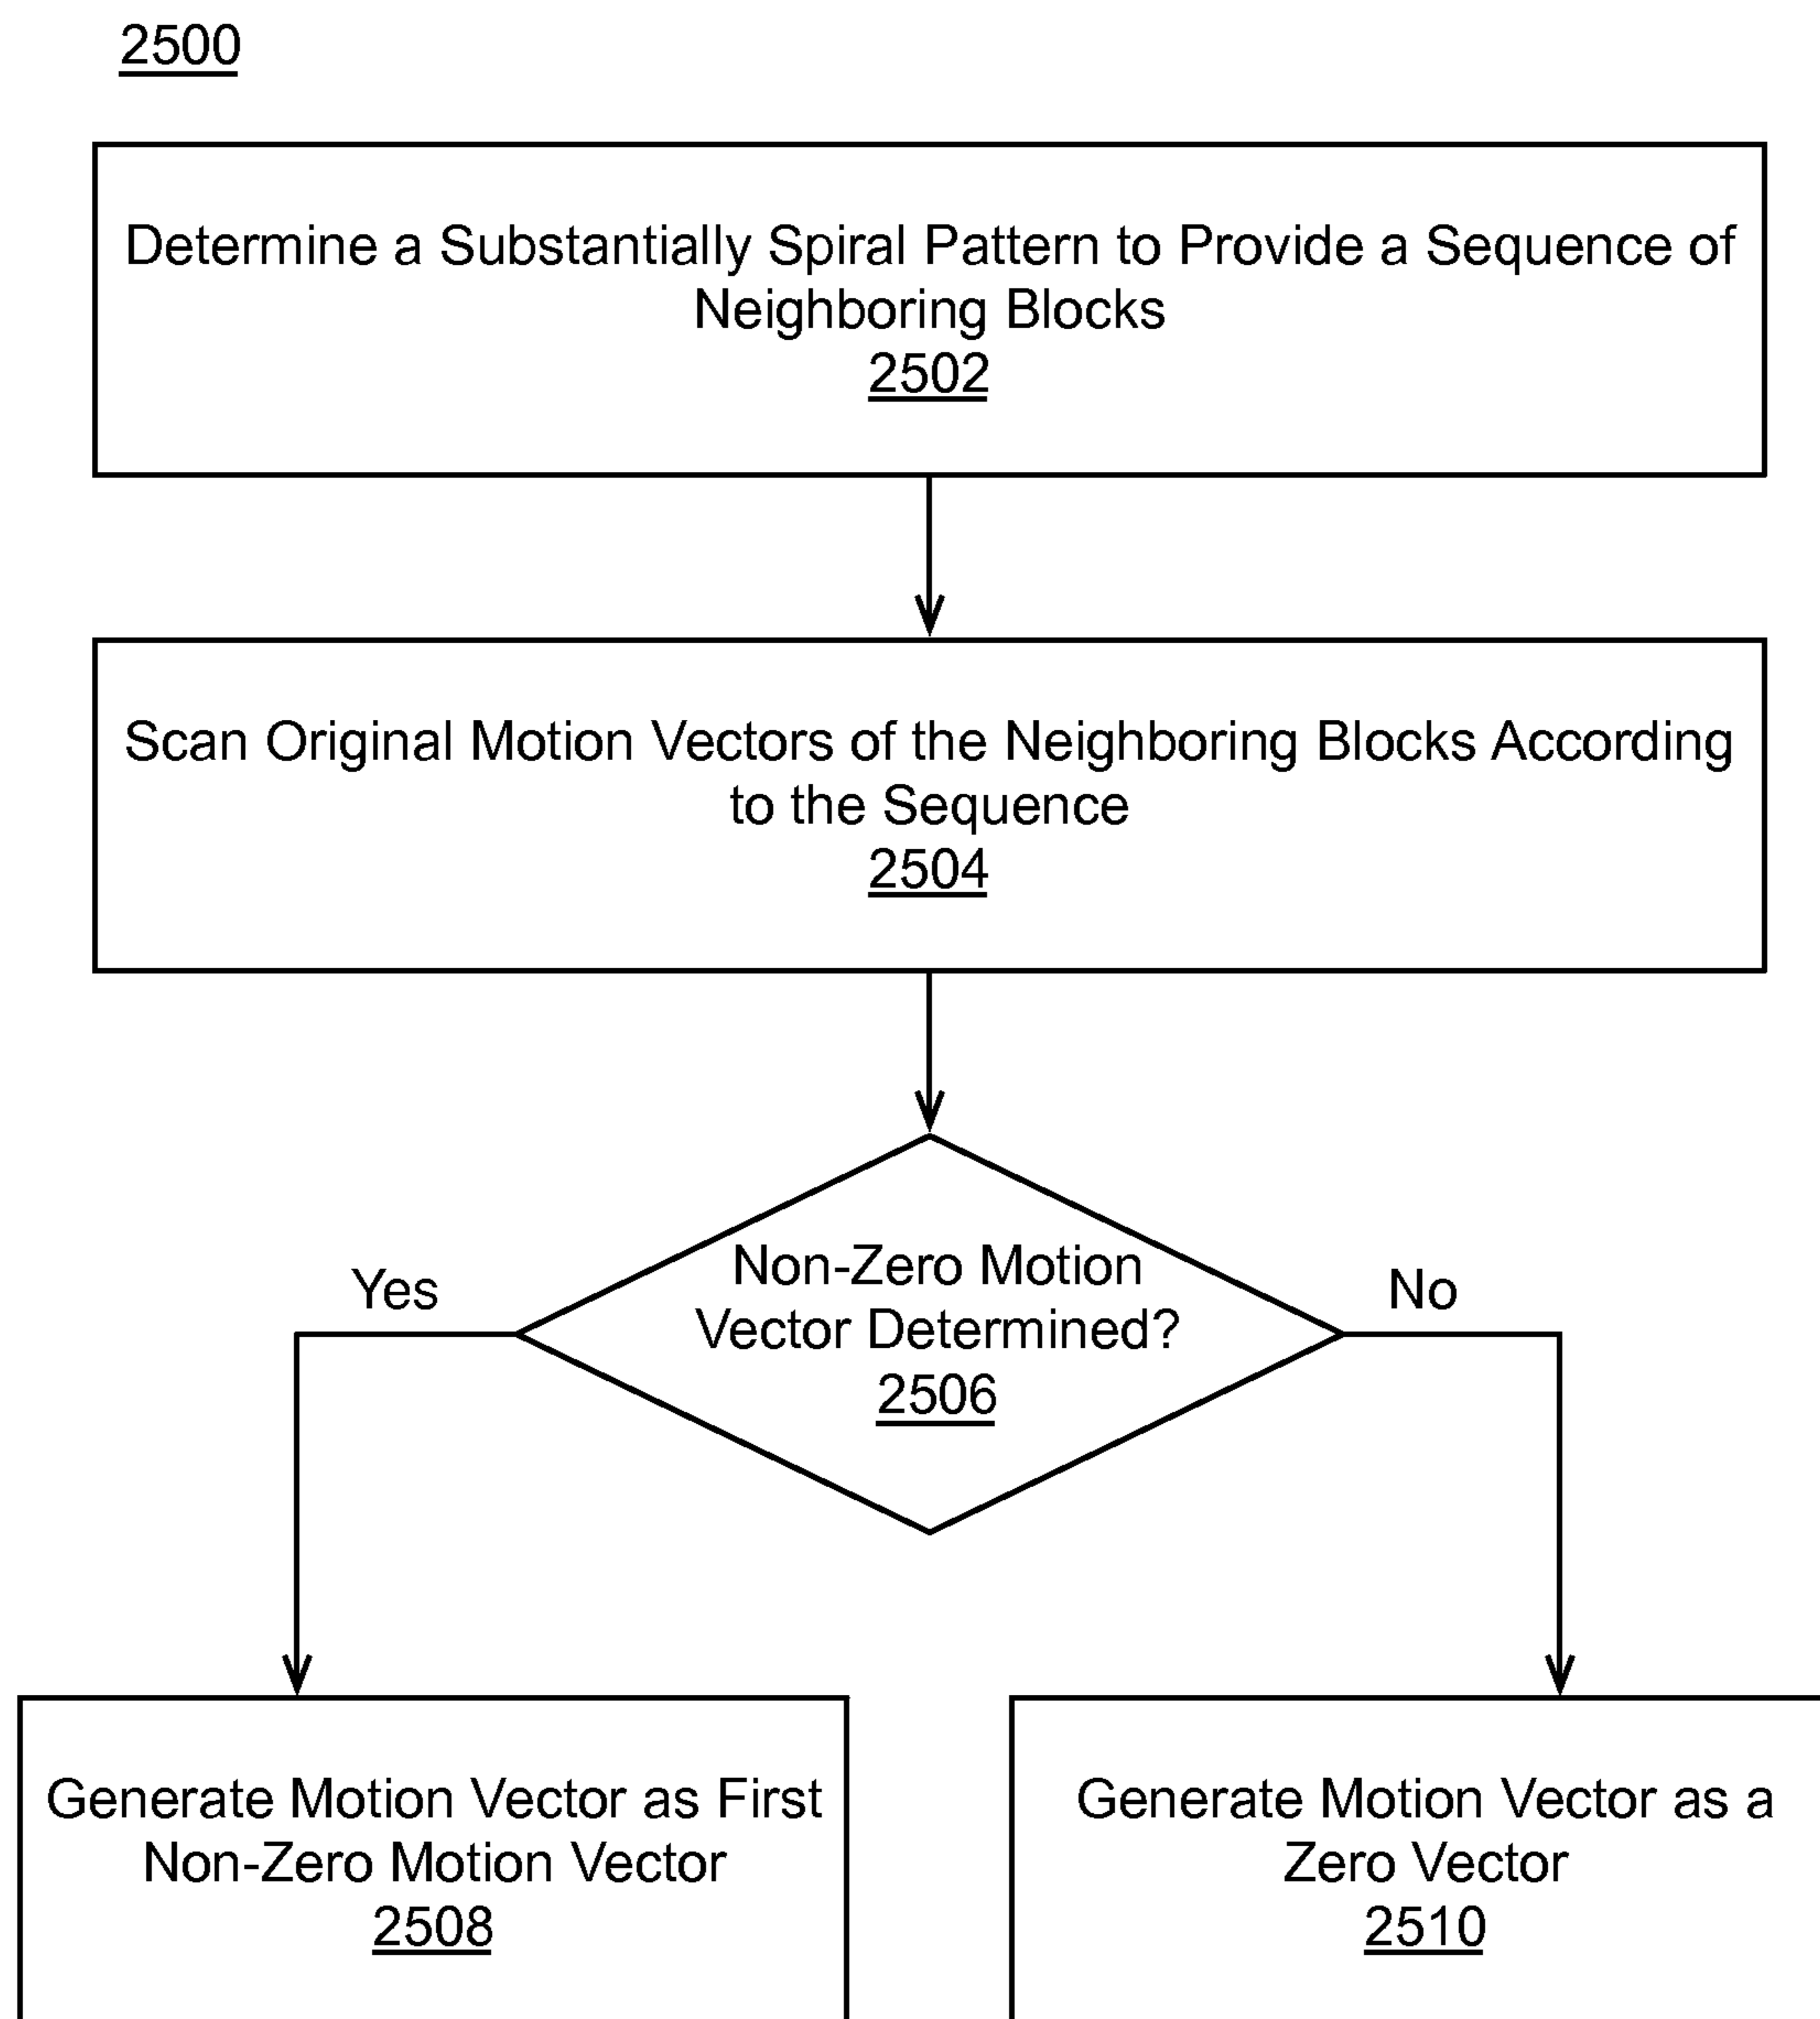 2500
Determine a Substantially Spiral Pattern to Provide a Sequence of
Neighboring Blocks
2502
Scan Original Motion Vectors of the Neighboring Blocks According
to the Sequence
2504
Non-Zero Motion
Vector Determined?
2506
Yes
No
Generate Motion Vector as First
Non-Zero Motion Vector
2508
Generate Motion Vector as a
Zero Vector
2510